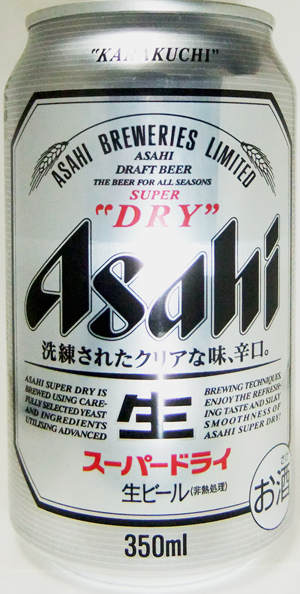 "KARAKUCHI"
ASAHI BREWERIES LIMITED
ASAHI
DRAFT BEER
THE BEER FOR ALL SEASONS
SUPER
"DRY"
Asahi
洗練されたクリアな味、辛口。
ASAHI SUPER DRY IS
BREWED USING CARE-
FULLY SELECTED YEAST
AND INGREDIENTS
UTILISING ADVANCED
生
BREWING TECHNIQUES.
ENJOY THE REFRESH-
ING TASTE AND SILKY
SMOOTHNESS OF
ASAHI SUPER DRY!
スーパードライ
生ビール(非熱処理)
お酒
350ml